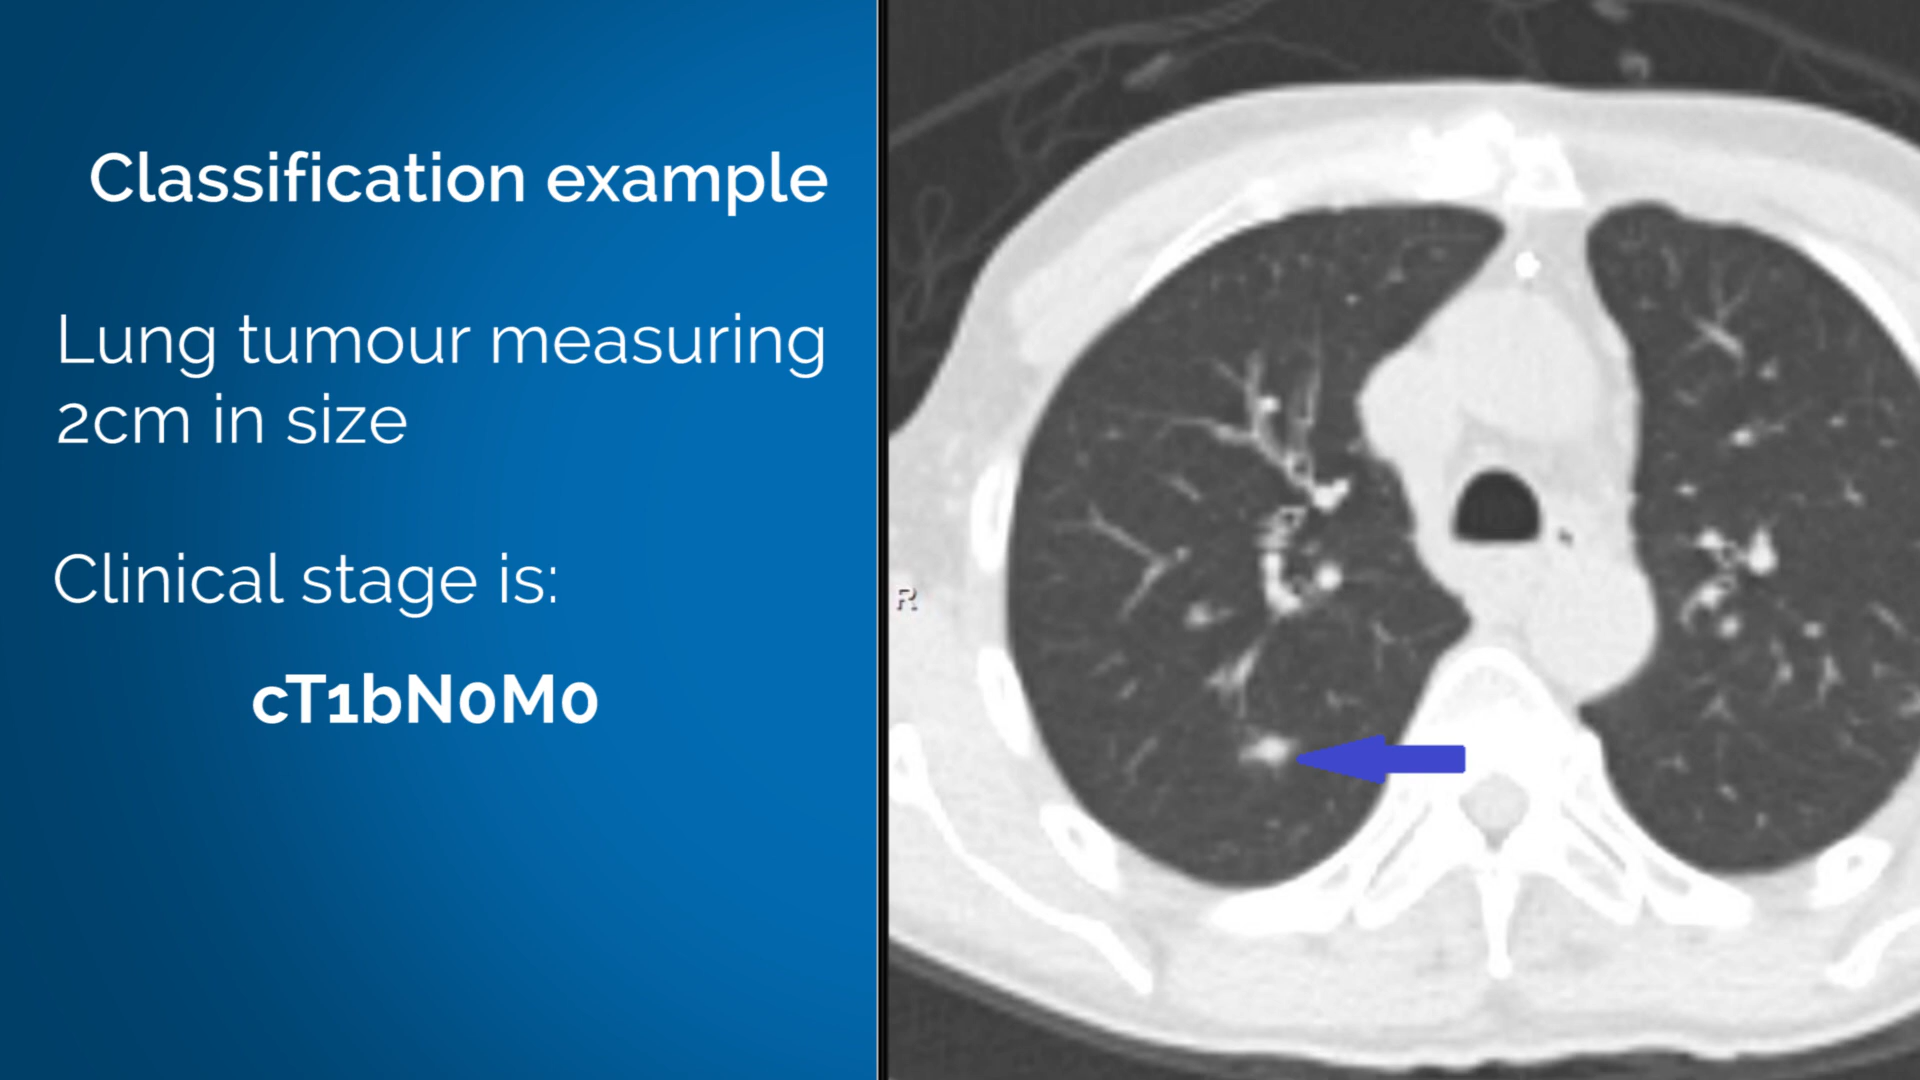 Classification example
Lung tumour measuring
2cm in size
Clinical stage is:
cT1bN0M0
R